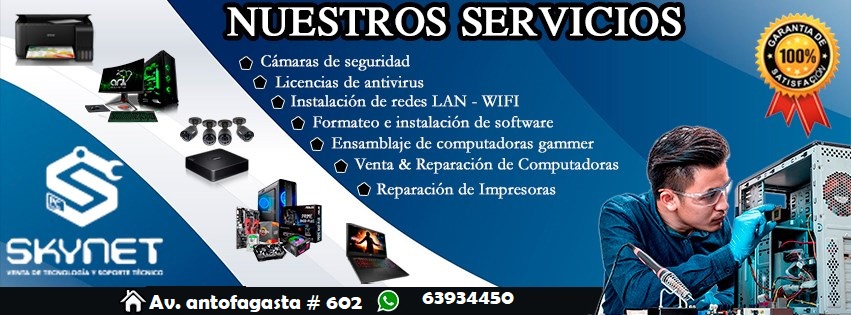 NUESTROS SERVICIOS
Cámaras de seguridad
Licencias de antivirus
Instalación de redes LAN - WIFI
Formateo e instalación de software
Ensamblaje de computadoras gammer
Venta & Reparación de Computadoras
Reparación de Impresoras
GARANTIA DE
100%
SATISFACION
PC
SKYNET
VENTA DE TECNOLOGÍA Y SOPORTE TÉCNICO
Av. antofagasta # 602
63934450